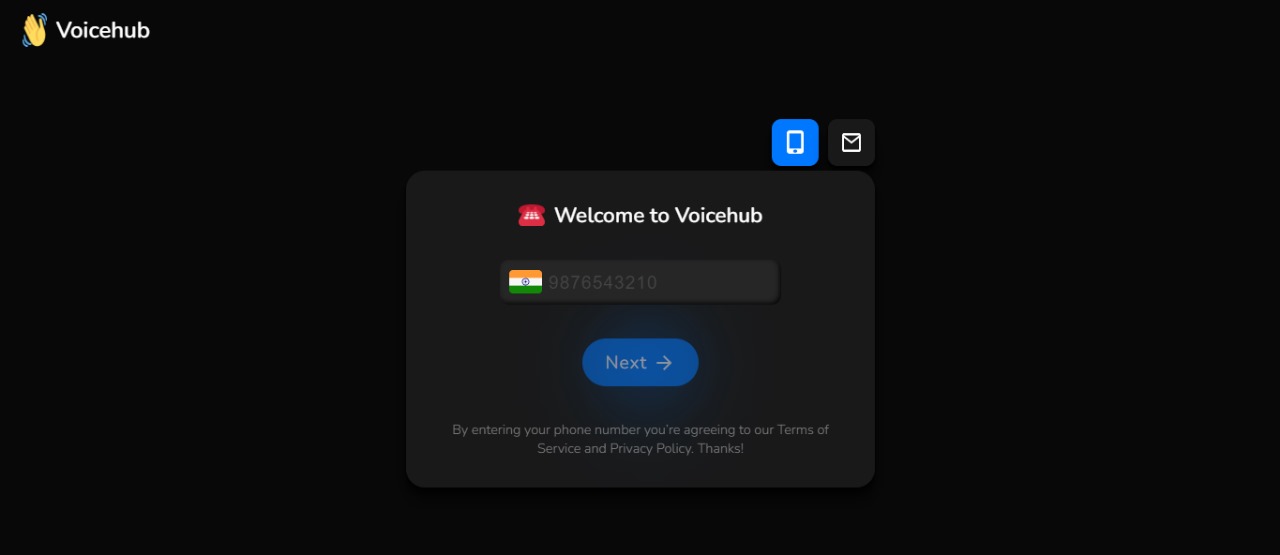 Voicehub
Welcome to Voicehub
9876543210
Next
By entering your phone number you're agreeing to our Terms of
Service and Privacy Policy. Thanks!